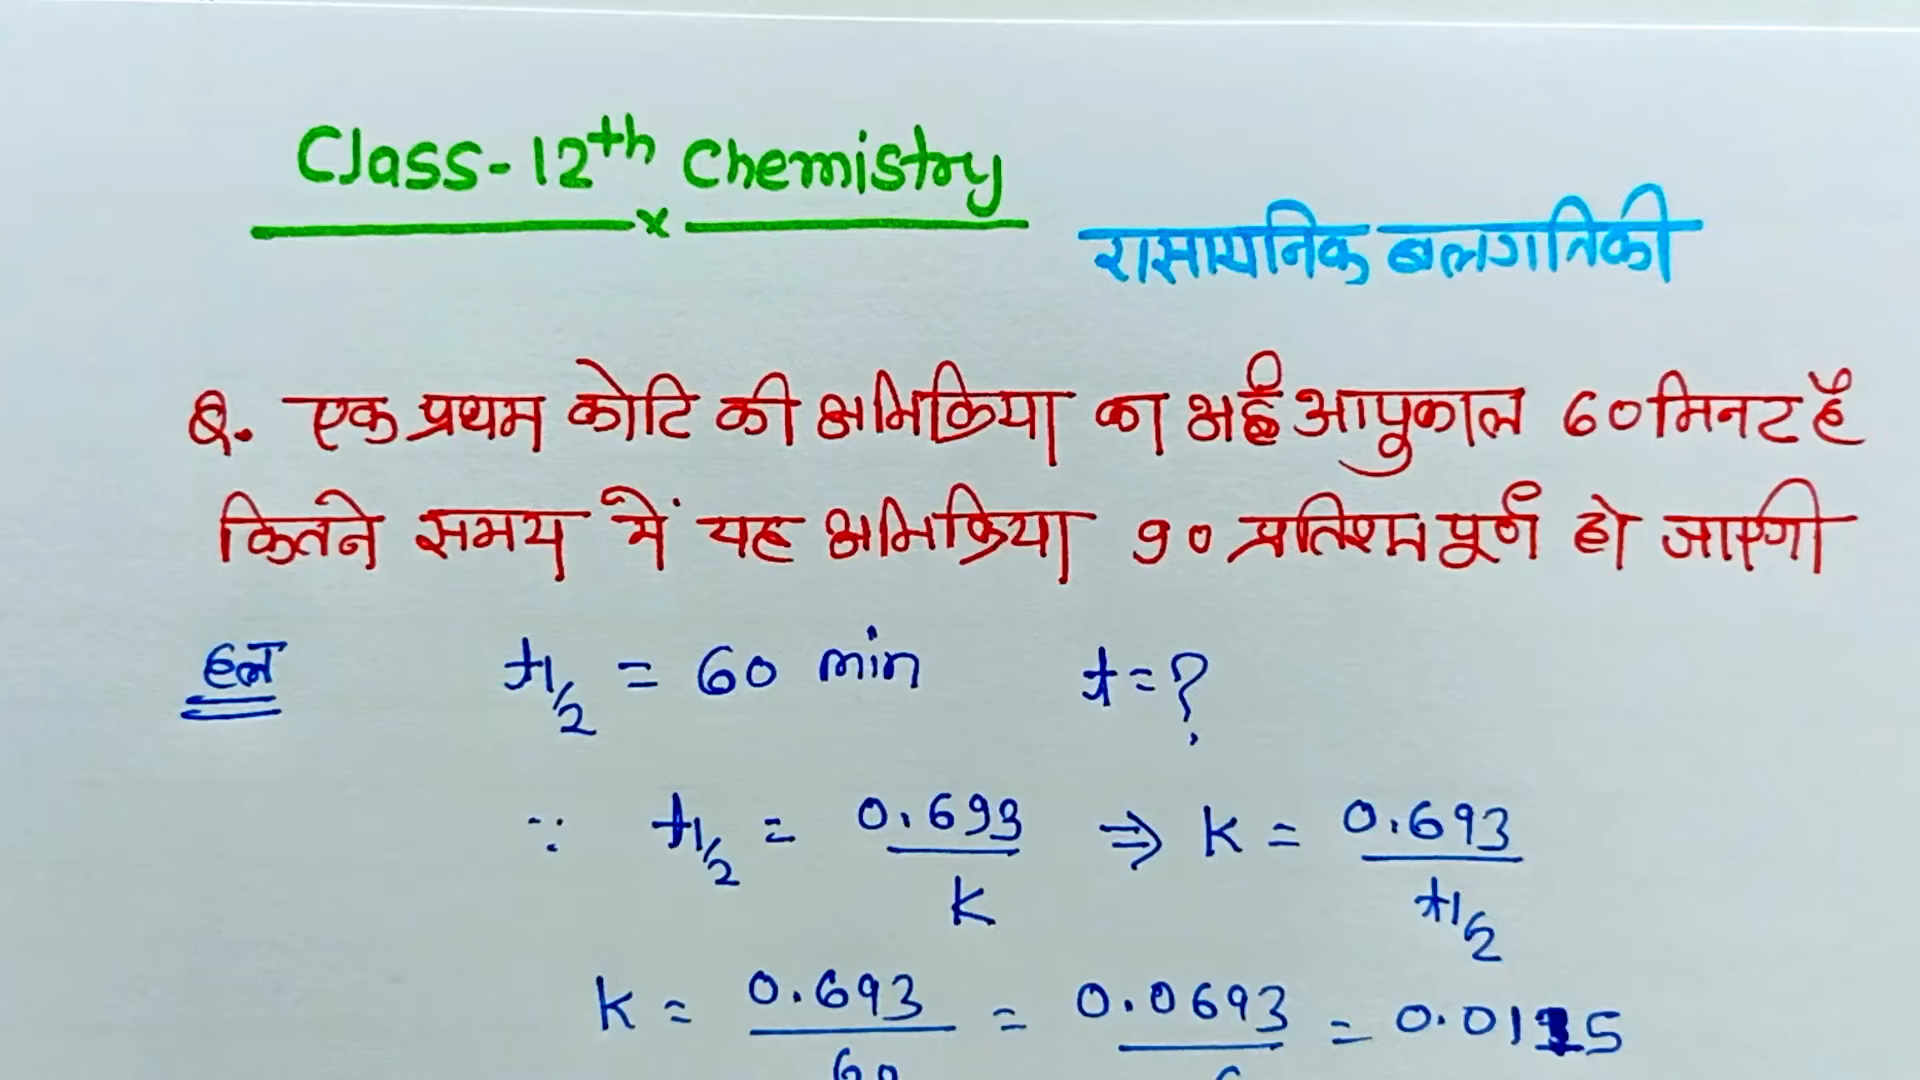 Class-12th Chemistry
रासायनिक बलगतिकी
Q. एक प्रथम कोटि की अभिक्रिया का अर्द्ध आयुकाल 60 मिनट है
कितने समय में यह अभिक्रिया 90 प्रतिशत पूर्ण हो जाएगी
हल t1/2 = 60 min t=?
∵ t1/2 = 0.693/k ⇒ k = 0.693/t1/2
k = 0.693/60 = 0.0693/6 = 0.0115